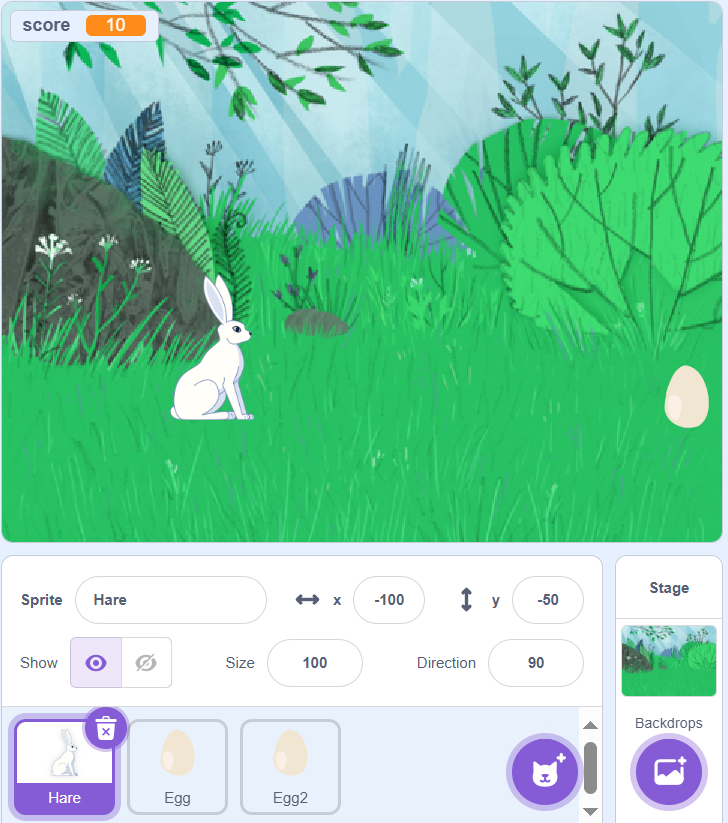 score 10
Sprite Hare x -100 y -50
Stage
Show Size 100 Direction 90
Backdrops
Hare Egg Egg2